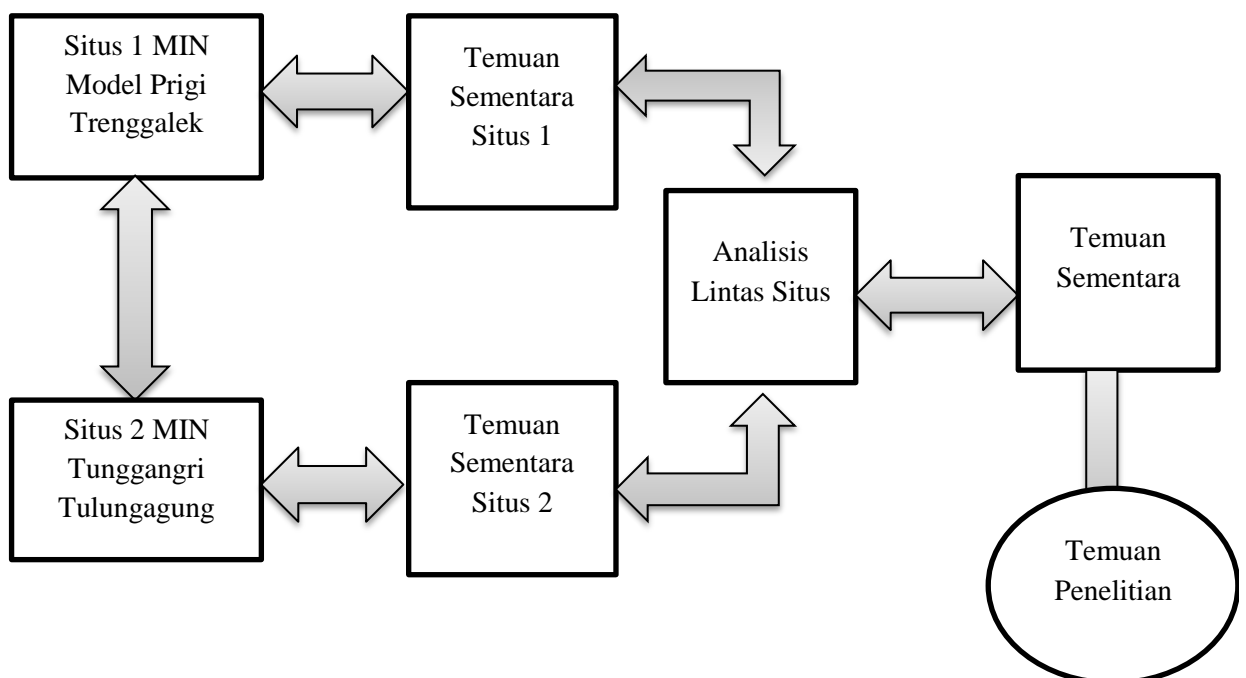 Situs 1 MIN
Model Prigi
Trenggalek
Temuan
Sementara
Situs 1
Analisis
Lintas Situs
Temuan
Sementara
Situs 2 MIN
Tunggangri
Tulungagung
Temuan
Sementara
Situs 2
Temuan
Penelitian